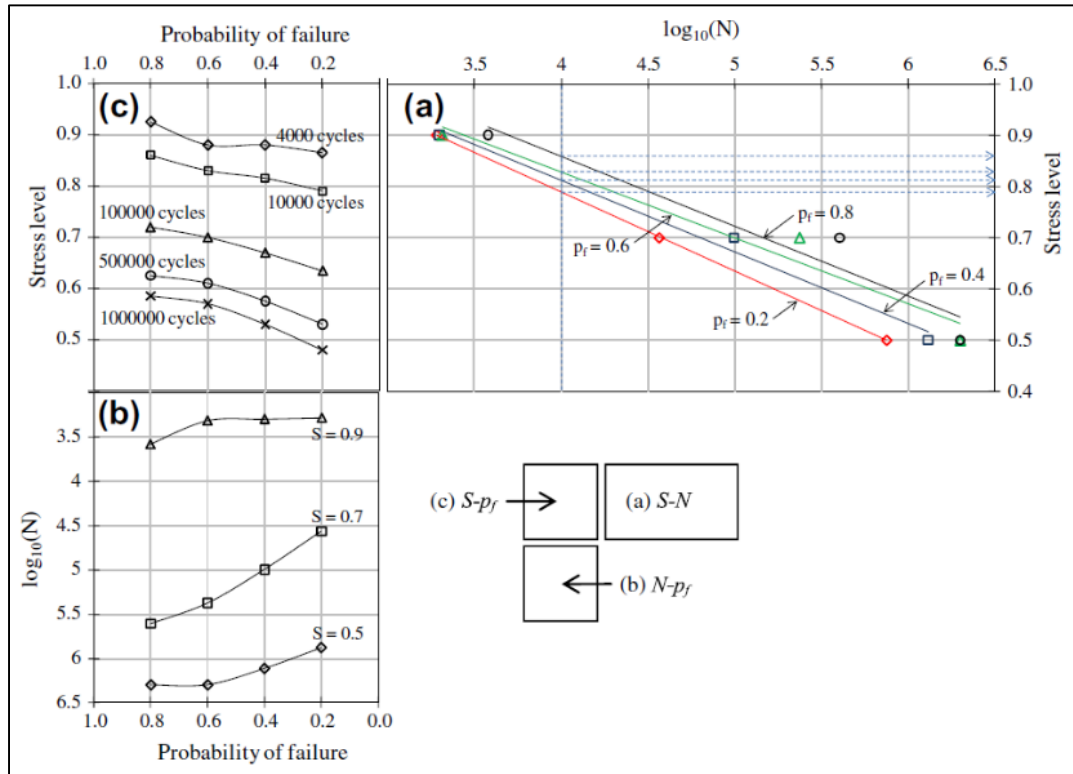 Probability of failure
1.0 0.8 0.6 0.4 0.2
1.0
0.9
0.8
0.7
0.6
0.5
Stress level
(c)
4000 cycles
10000 cycles
100000 cycles
500000 cycles
1000000 cycles
log10(N)
3.5 4 4.5 5 5.5 6 6.5
(a)
1.0
0.9
0.8
0.7
0.6
0.5
0.4
Stress level
pf = 0.8
pf = 0.6
pf = 0.4
pf = 0.2
(b)
3.5
4
4.5
5
5.5
6
6.5
log10(N)
S = 0.9
S = 0.7
S = 0.5
1.0 0.8 0.6 0.4 0.2 0.0
Probability of failure
(c) S-pf
(a) S-N
(b) N-pf